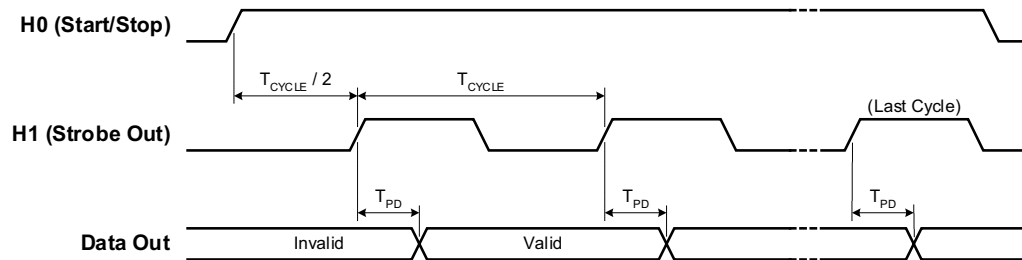 H0 (Start/Stop)
T_CYCLE / 2
T_CYCLE
H1 (Strobe Out)
(Last Cycle)
T_PD
T_PD
T_PD
Data Out
Invalid
Valid